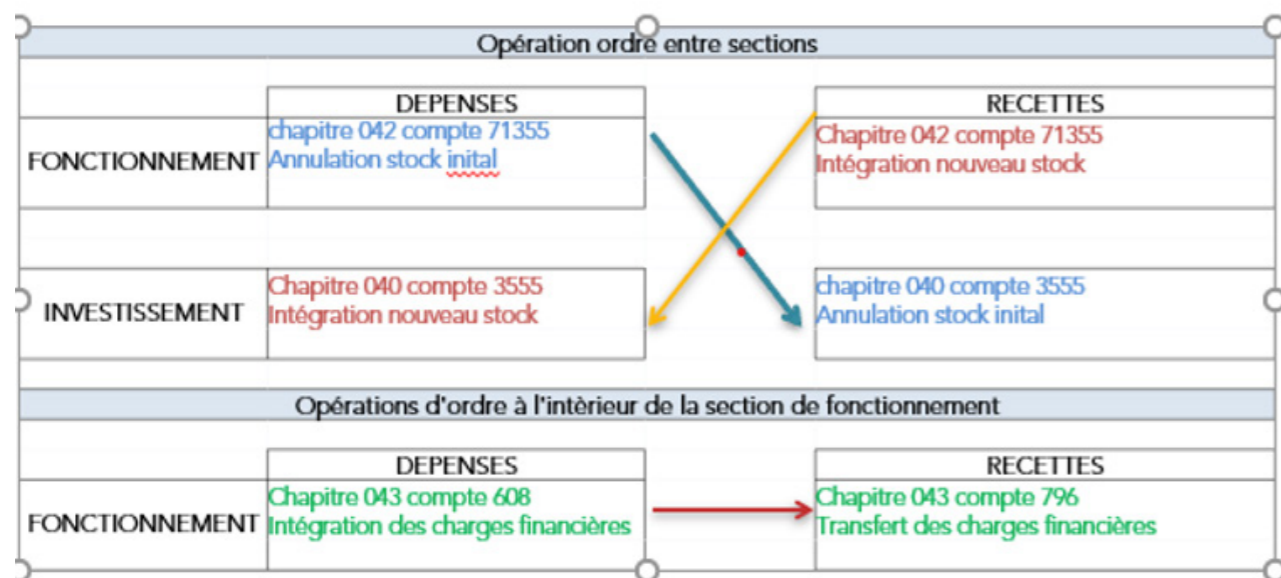 Opération ordre entre sections
DEPENSES
RECETTES
FONCTIONNEMENT
chapitre 042 compte 71355
Annulation stock inital
Chapitre 042 compte 71355
Intégration nouveau stock
INVESTISSEMENT
Chapitre 040 compte 3555
Intégration nouveau stock
chapitre 040 compte 3555
Annulation stock inital
Opérations d'ordre à l'intèrieur de la section de fonctionnement
DEPENSES
RECETTES
FONCTIONNEMENT
Chapitre 043 compte 608
Intégration des charges financières
Chapitre 043 compte 796
Transfert des charges financières